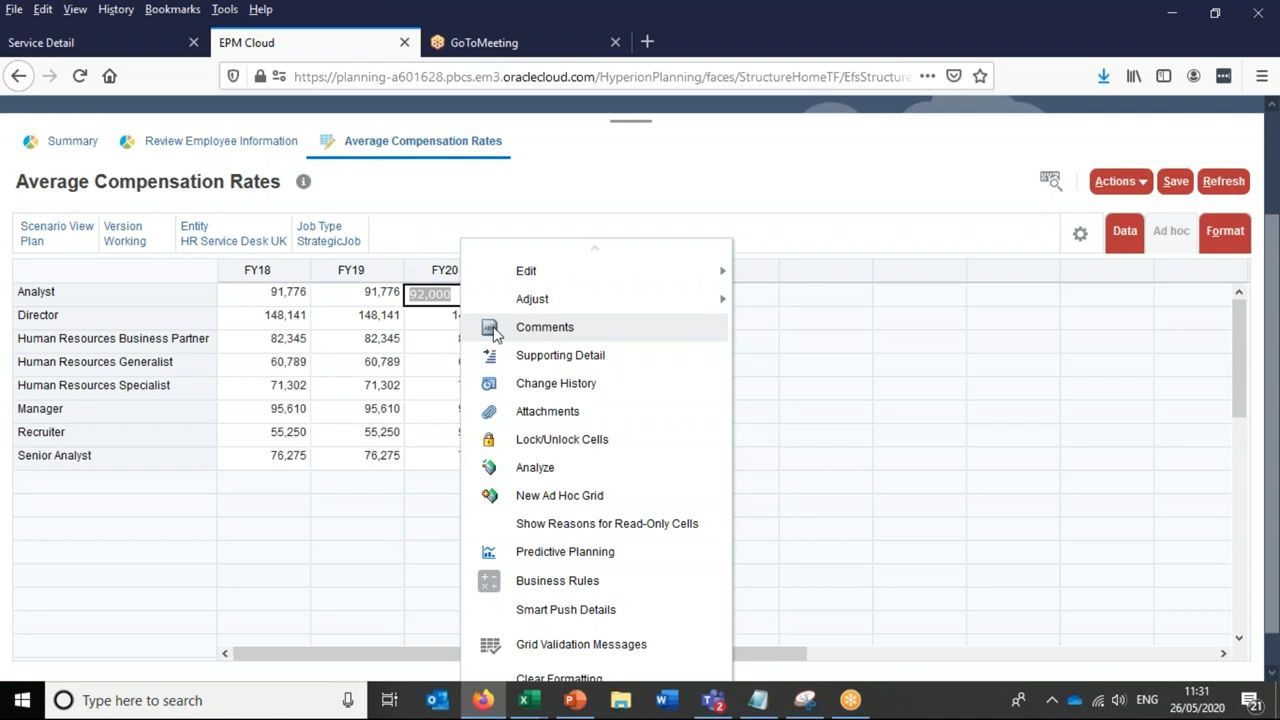 File Edit View History Bookmarks Tools Help
Service Detail
EPM Cloud
GoToMeeting
https://planning-a601628.pbcs.em3.oraclecloud.com/HyperionPlanning/faces/StructureHomeTF/EfsStructure
Summary Review Employee Information Average Compensation Rates
Average Compensation Rates
Actions Save Refresh
Scenario View Version Entity Job Type
Plan Working HR Service Desk UK StrategicJob
Data Ad hoc Format
FY18 FY19 FY20
Analyst 91,776 91,776 92,000
Director 148,141 148,141
Human Resources Business Partner 82,345 82,345
Human Resources Generalist 60,789 60,789
Human Resources Specialist 71,302 71,302
Manager 95,610 95,610
Recruiter 55,250 55,250
Senior Analyst 76,275 76,275
Edit
Adjust
Comments
Supporting Detail
Change History
Attachments
Lock/Unlock Cells
Analyze
New Ad Hoc Grid
Show Reasons for Read-Only Cells
Predictive Planning
Business Rules
Smart Push Details
Grid Validation Messages
Clear Formatting
Type here to search
ENG
11:31
26/05/2020
21